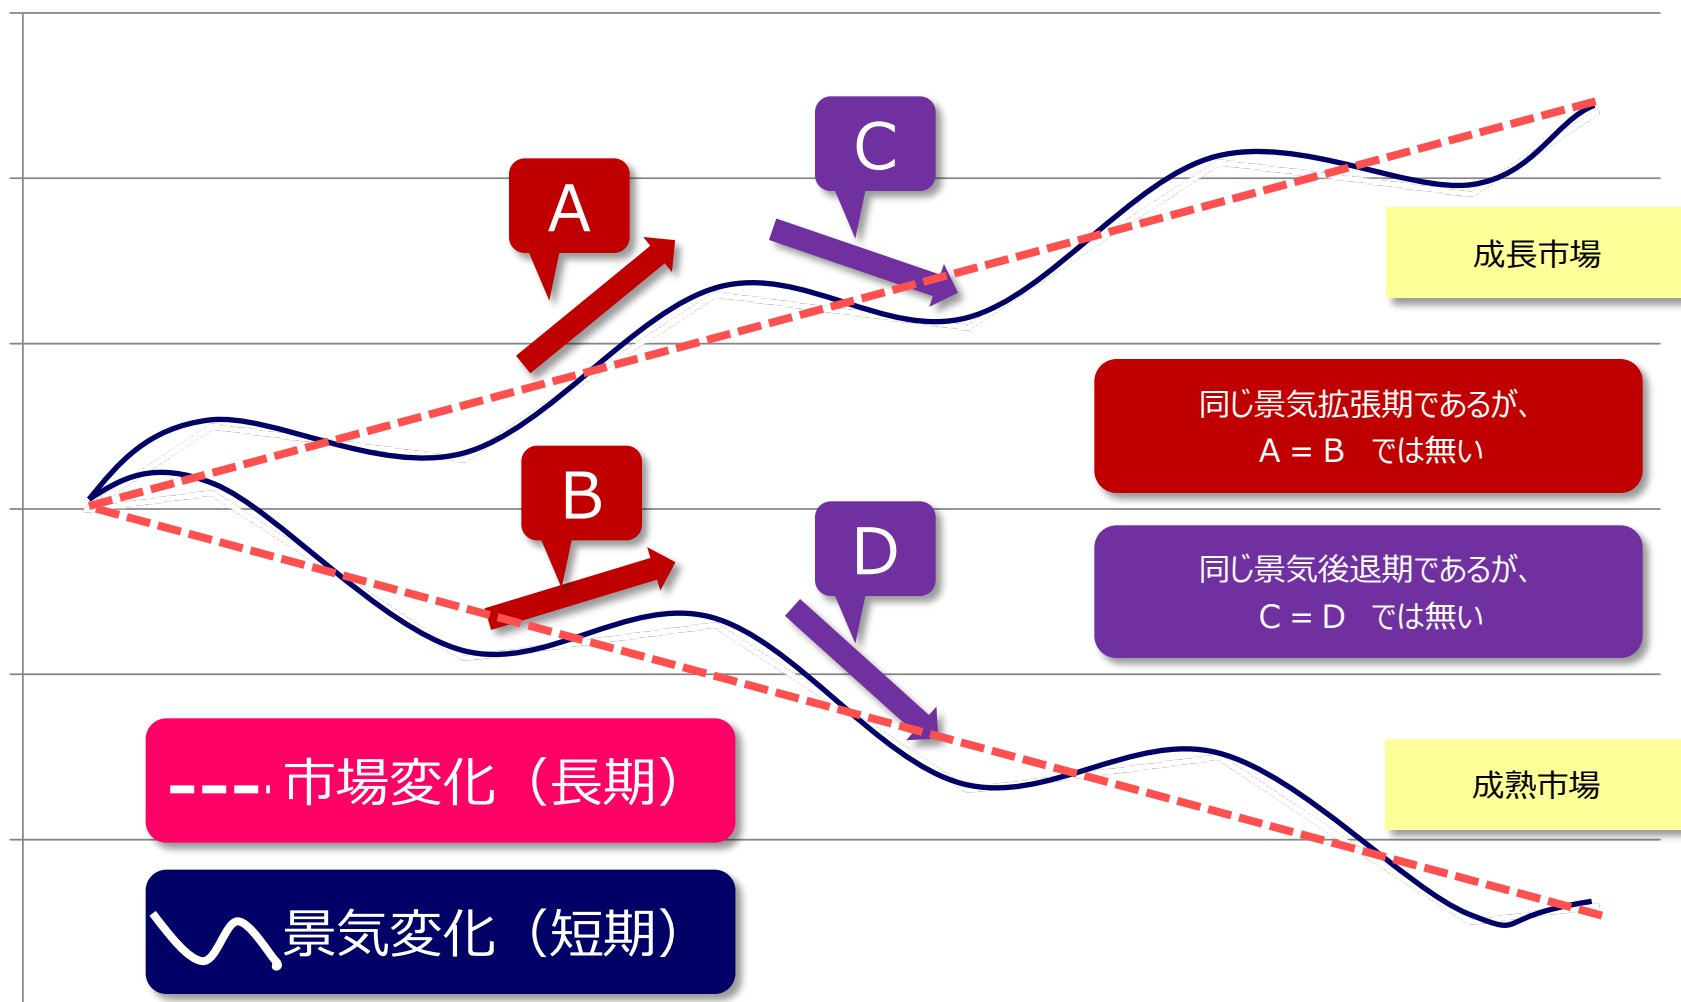 C
A
成長市場
同じ景気拡張期であるが、
A = B　では無い
B
D
同じ景気後退期であるが、
C = D　では無い
市場変化（長期）
成熟市場
景気変化（短期）